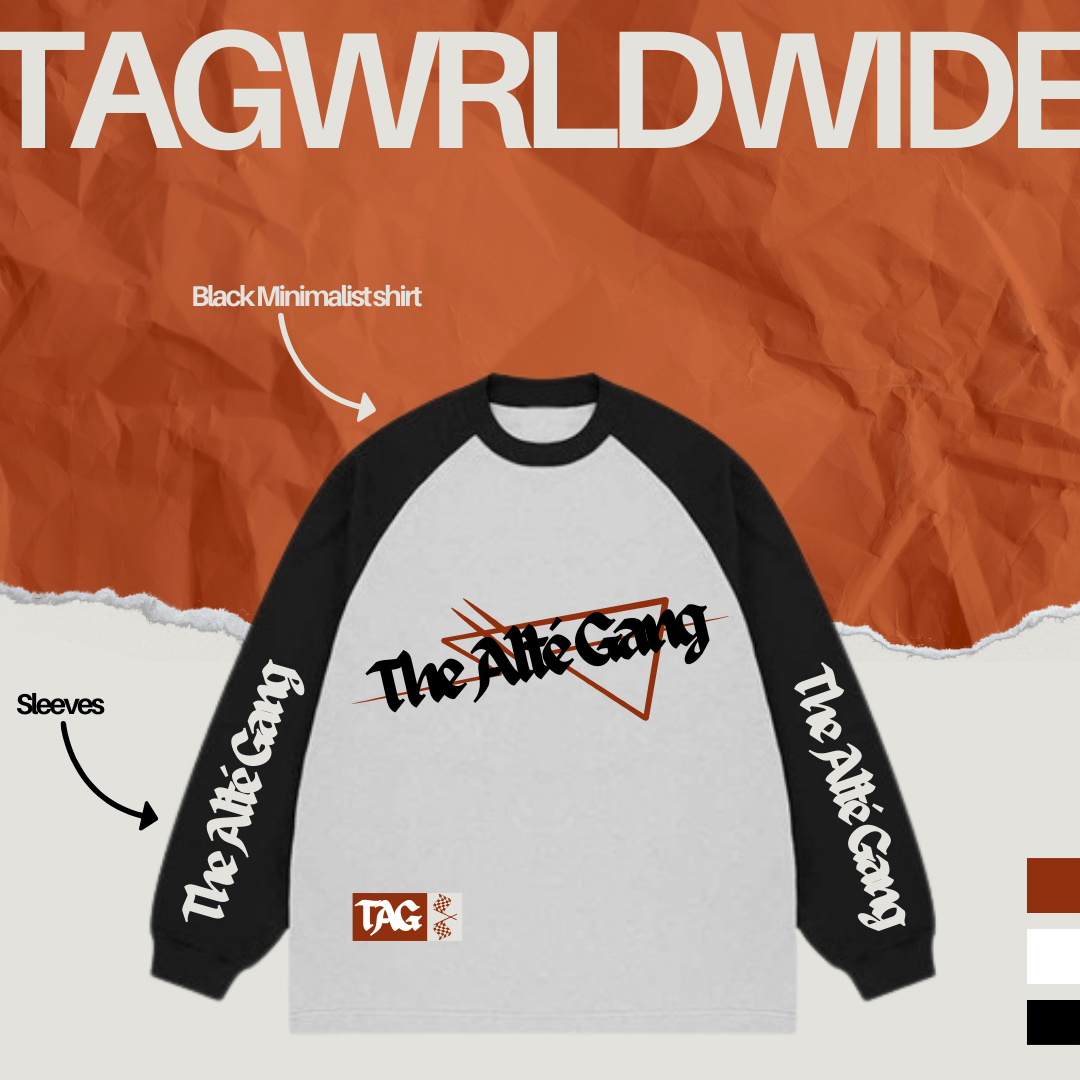 TAGWRLDWIDE
Black Minimalist shirt
The Alté Gang
Sleeves
The Alté Gang
The Alté Gang
TAG